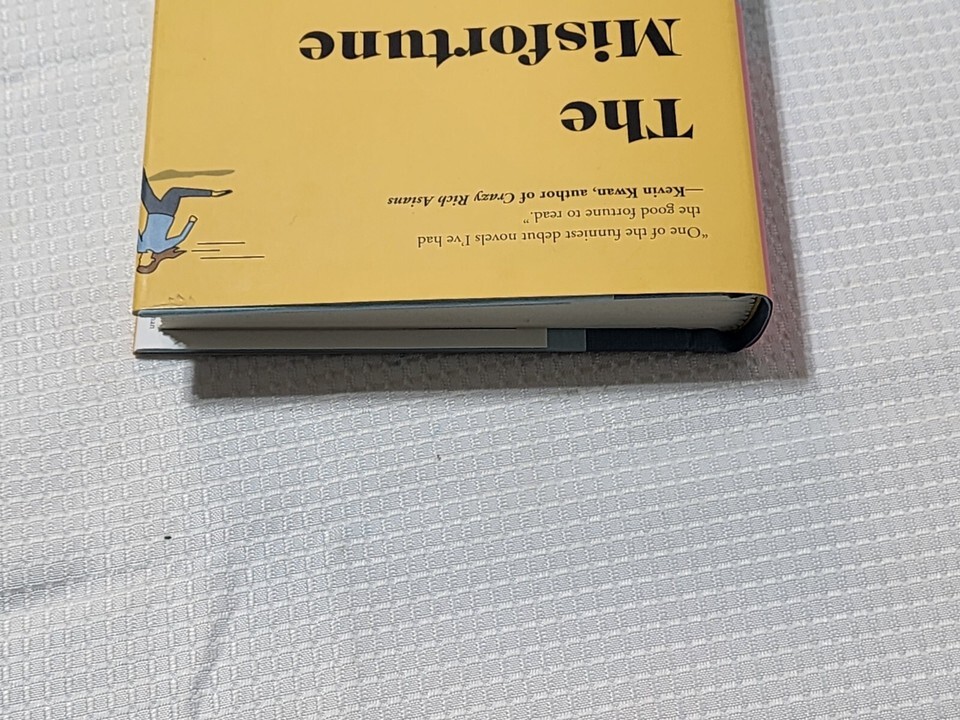 “One of the funniest debut novels I've had
the good fortune to read.”
—Kevin Kwan, author of Crazy Rich Asians
The
Misfortune